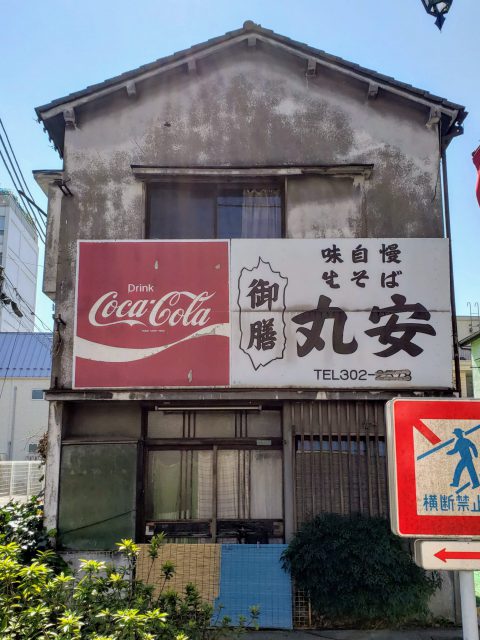 Drink
Coca-Cola
御膳
味自慢
生そば
丸安
TEL302-
横断禁止